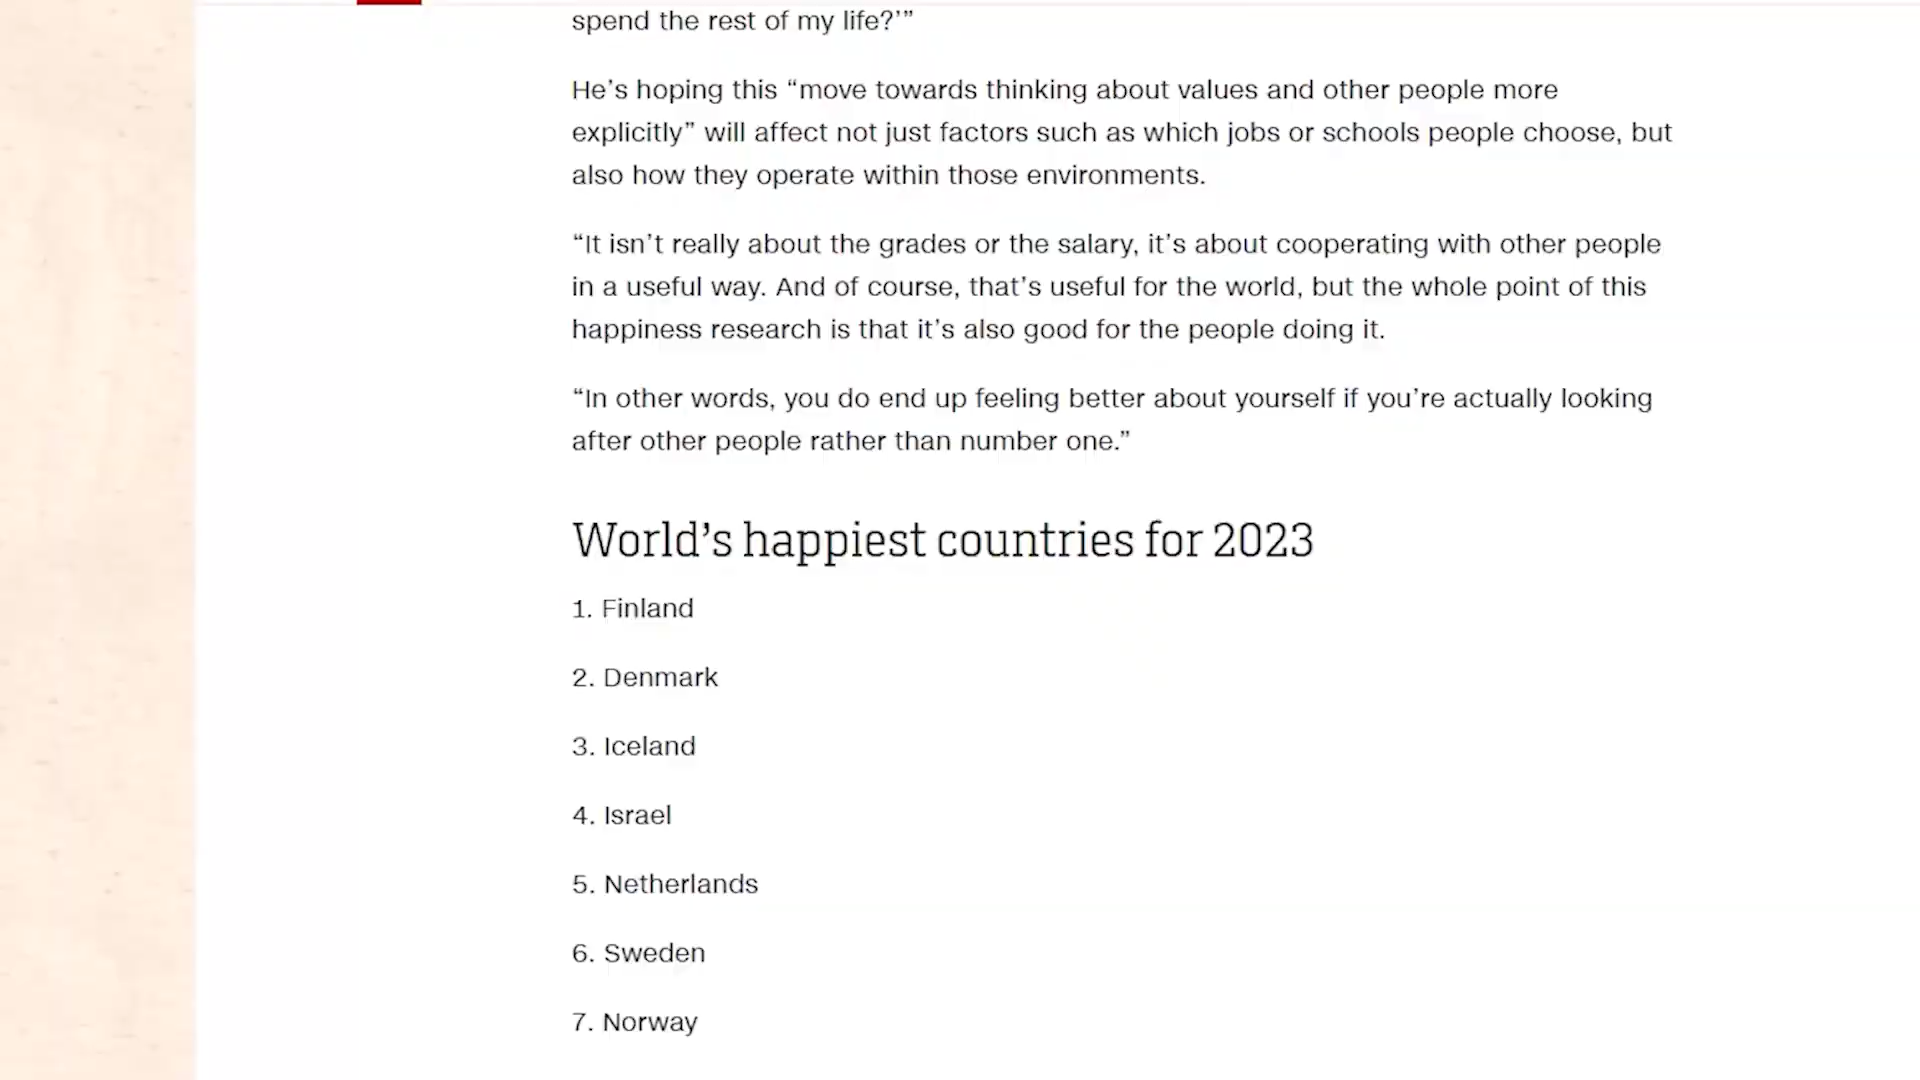 spend the rest of my life?’”
He’s hoping this “move towards thinking about values and other people more
explicitly” will affect not just factors such as which jobs or schools people choose, but
also how they operate within those environments.
“It isn’t really about the grades or the salary, it’s about cooperating with other people
in a useful way. And of course, that’s useful for the world, but the whole point of this
happiness research is that it’s also good for the people doing it.
“In other words, you do end up feeling better about yourself if you’re actually looking
after other people rather than number one.”
World’s happiest countries for 2023
1. Finland
2. Denmark
3. Iceland
4. Israel
5. Netherlands
6. Sweden
7. Norway